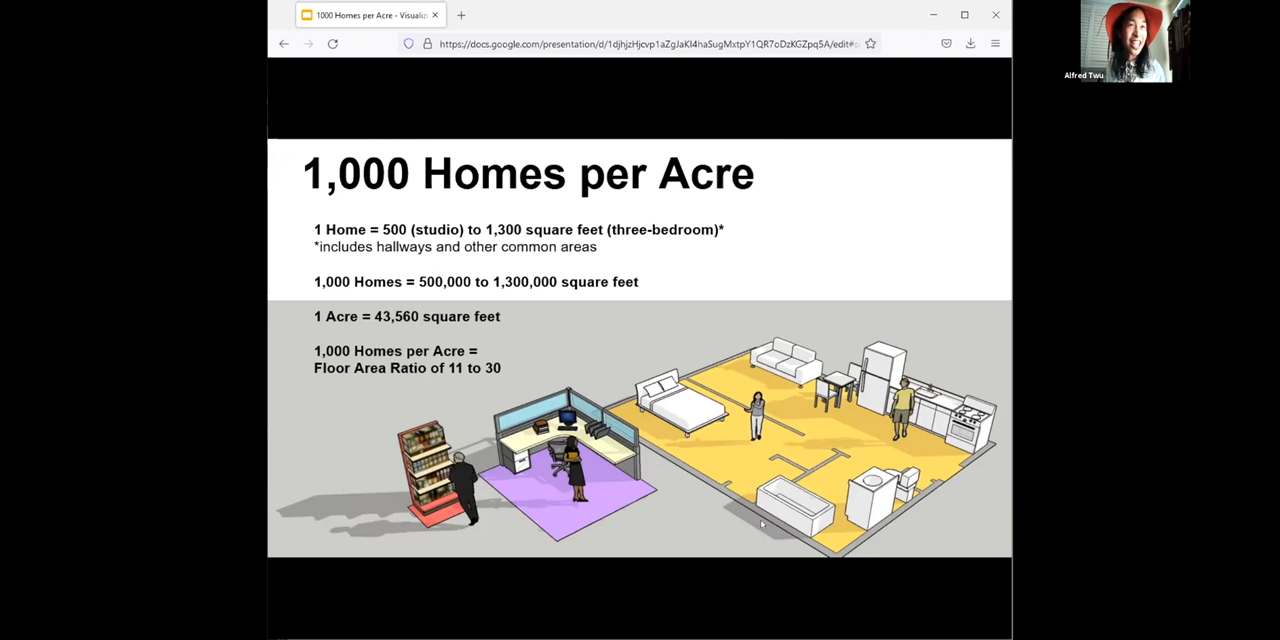 1000 Homes per Acre - Visualiz
https://docs.google.com/presentation/d/1djhjzHjcvp1aZgJaKI4haSugMxtpY1QR7oDzKGZpq5A/edit#s
Alfred Twu
1,000 Homes per Acre
1 Home = 500 (studio) to 1,300 square feet (three-bedroom)*
*includes hallways and other common areas
1,000 Homes = 500,000 to 1,300,000 square feet
1 Acre = 43,560 square feet
1,000 Homes per Acre =
Floor Area Ratio of 11 to 30